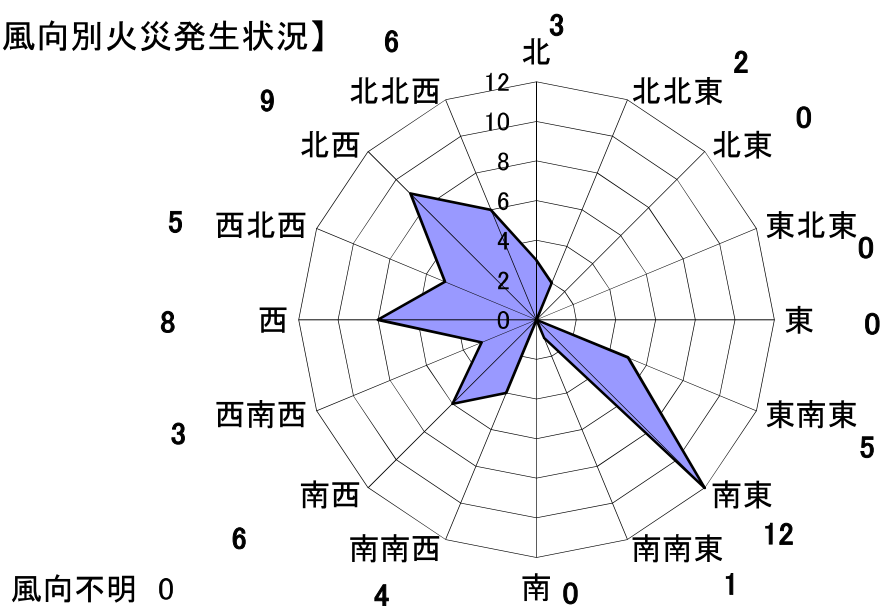 風向別火災発生状況】
3
北
6
北北西
2
北北東
12
9
北西
0
北東
10
8
5
西北西
6
東北東
0
4
2
8
西
0
東
0
3
西南西
東南東
5
南西
南東
6
12
南南西
南南東
風向不明 0
4
南
0
1